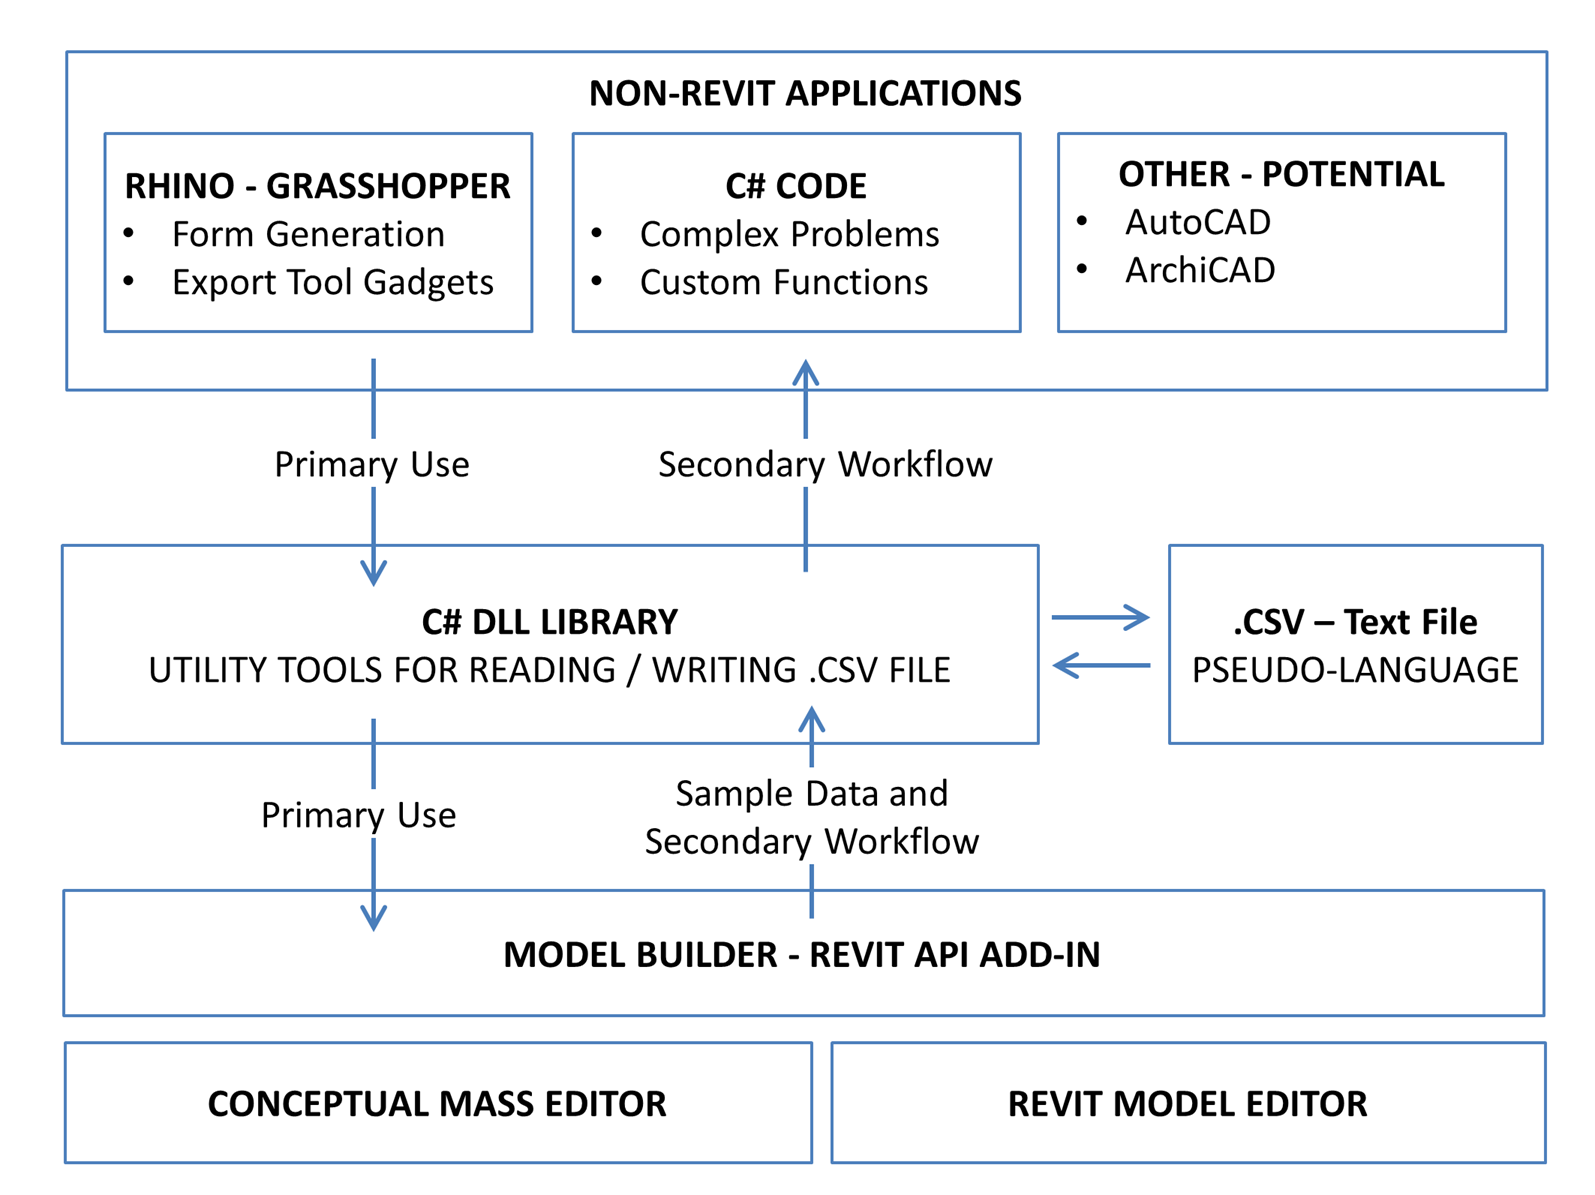 NON-REVIT APPLICATIONS
RHINO - GRASSHOPPER
• Form Generation
• Export Tool Gadgets
C# CODE
• Complex Problems
• Custom Functions
OTHER - POTENTIAL
• AutoCAD
• ArchiCAD
Primary Use
Secondary Workflow
C# DLL LIBRARY
UTILITY TOOLS FOR READING / WRITING .CSV FILE
.CSV – Text File
PSEUDO-LANGUAGE
Primary Use
Sample Data and
Secondary Workflow
MODEL BUILDER - REVIT API ADD-IN
CONCEPTUAL MASS EDITOR
REVIT MODEL EDITOR